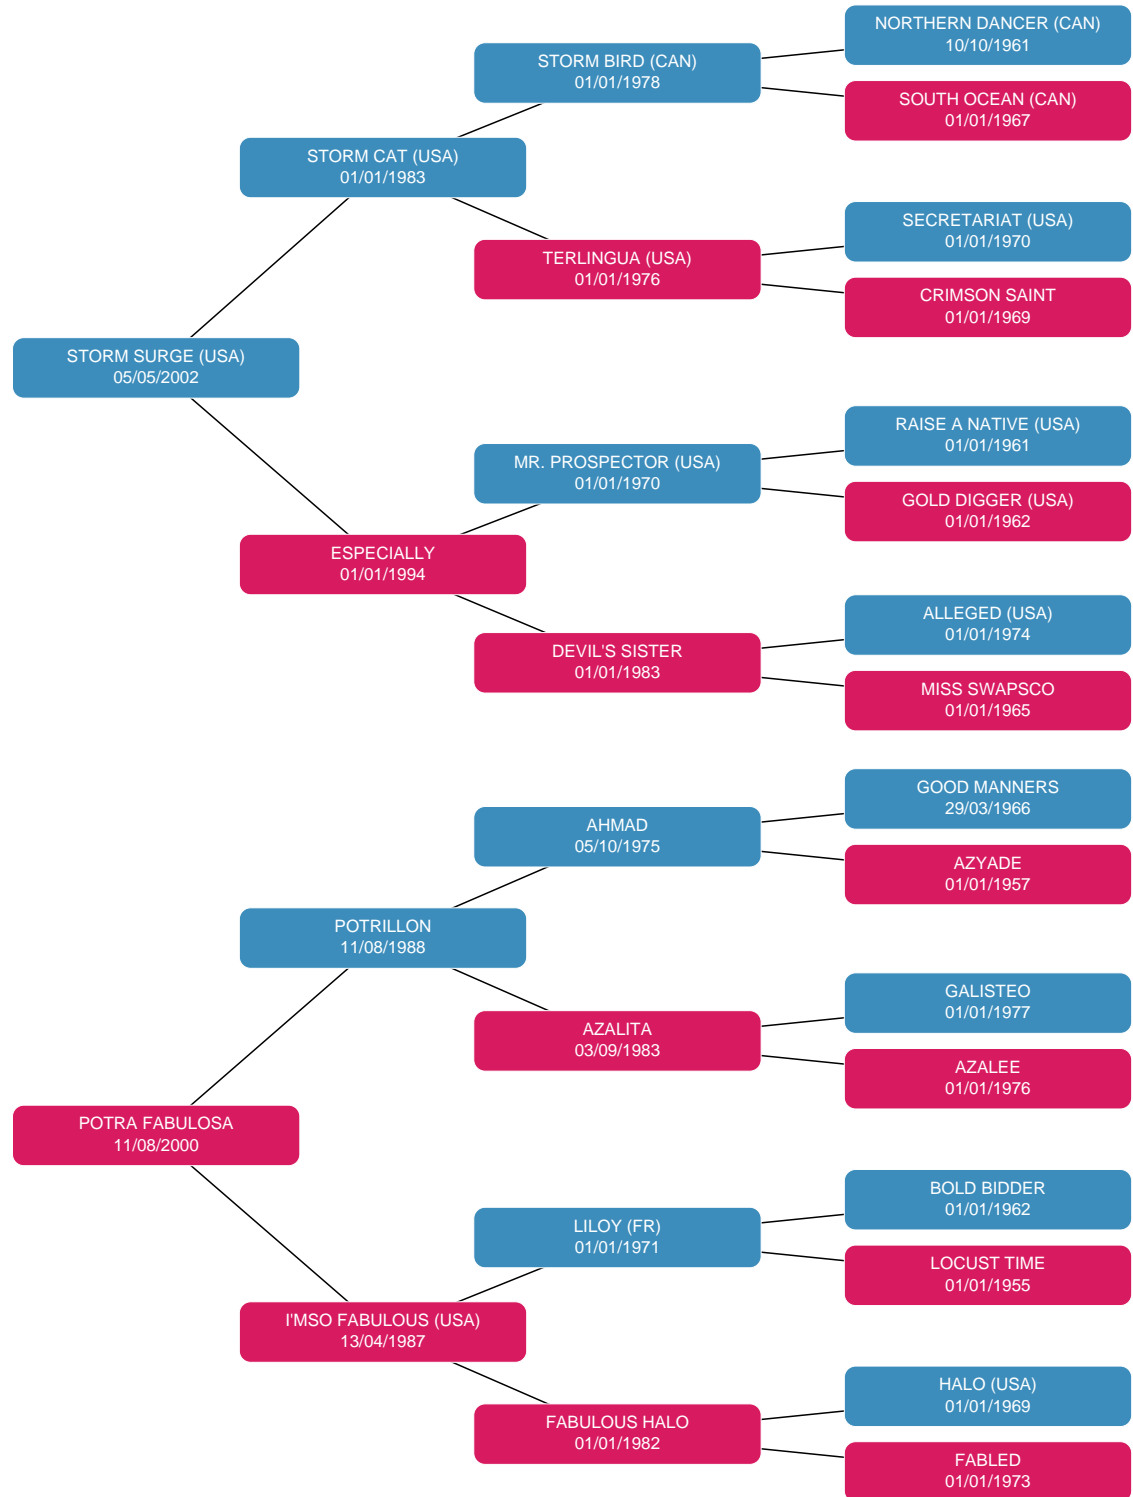 NORTHERN DANCER (CAN)
10/10/1961
STORM BIRD (CAN)
01/01/1978
SOUTH OCEAN (CAN)
01/01/1967
STORM CAT (USA)
01/01/1983
SECRETARIAT (USA)
01/01/1970
TERLINGUA (USA)
01/01/1976
CRIMSON SAINT
01/01/1969
STORM SURGE (USA)
05/05/2002
RAISE A NATIVE (USA)
01/01/1961
MR. PROSPECTOR (USA)
01/01/1970
GOLD DIGGER (USA)
01/01/1962
ESPECIALLY
01/01/1994
ALLEGED (USA)
01/01/1974
DEVIL'S SISTER
01/01/1983
MISS SWAPSCO
01/01/1965
GOOD MANNERS
29/03/1966
AHMAD
05/10/1975
AZYADE
01/01/1957
POTRILLON
11/08/1988
GALISTEO
01/01/1977
AZALITA
03/09/1983
AZALEE
01/01/1976
POTRA FABULOSA
11/08/2000
BOLD BIDDER
01/01/1962
LILOY (FR)
01/01/1971
LOCUST TIME
01/01/1955
I'MSO FABULOUS (USA)
13/04/1987
HALO (USA)
01/01/1969
FABULOUS HALO
01/01/1982
FABLED
01/01/1973